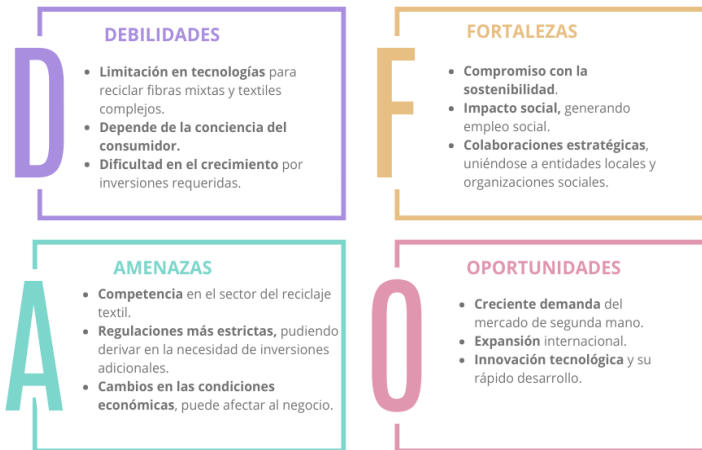 D
DEBILIDADES
• Limitación en tecnologías para
reciclar fibras mixtas y textiles
complejos.
• Depende de la conciencia del
consumidor.
• Dificultad en el crecimiento por
inversiones requeridas.
F
FORTALEZAS
• Compromiso con la
sostenibilidad.
• Impacto social, generando
empleo social.
• Colaboraciones estratégicas,
uniéndose a entidades locales y
organizaciones sociales.
A
AMENAZAS
• Competencia en el sector del reciclaje
textil.
• Regulaciones más estrictas, pudiendo
derivar en la necesidad de inversiones
adicionales.
• Cambios en las condiciones
económicas, puede afectar al negocio.
O
OPORTUNIDADES
• Creciente demanda del
mercado de segunda mano.
• Expansión internacional.
• Innovación tecnológica y su
rápido desarrollo.